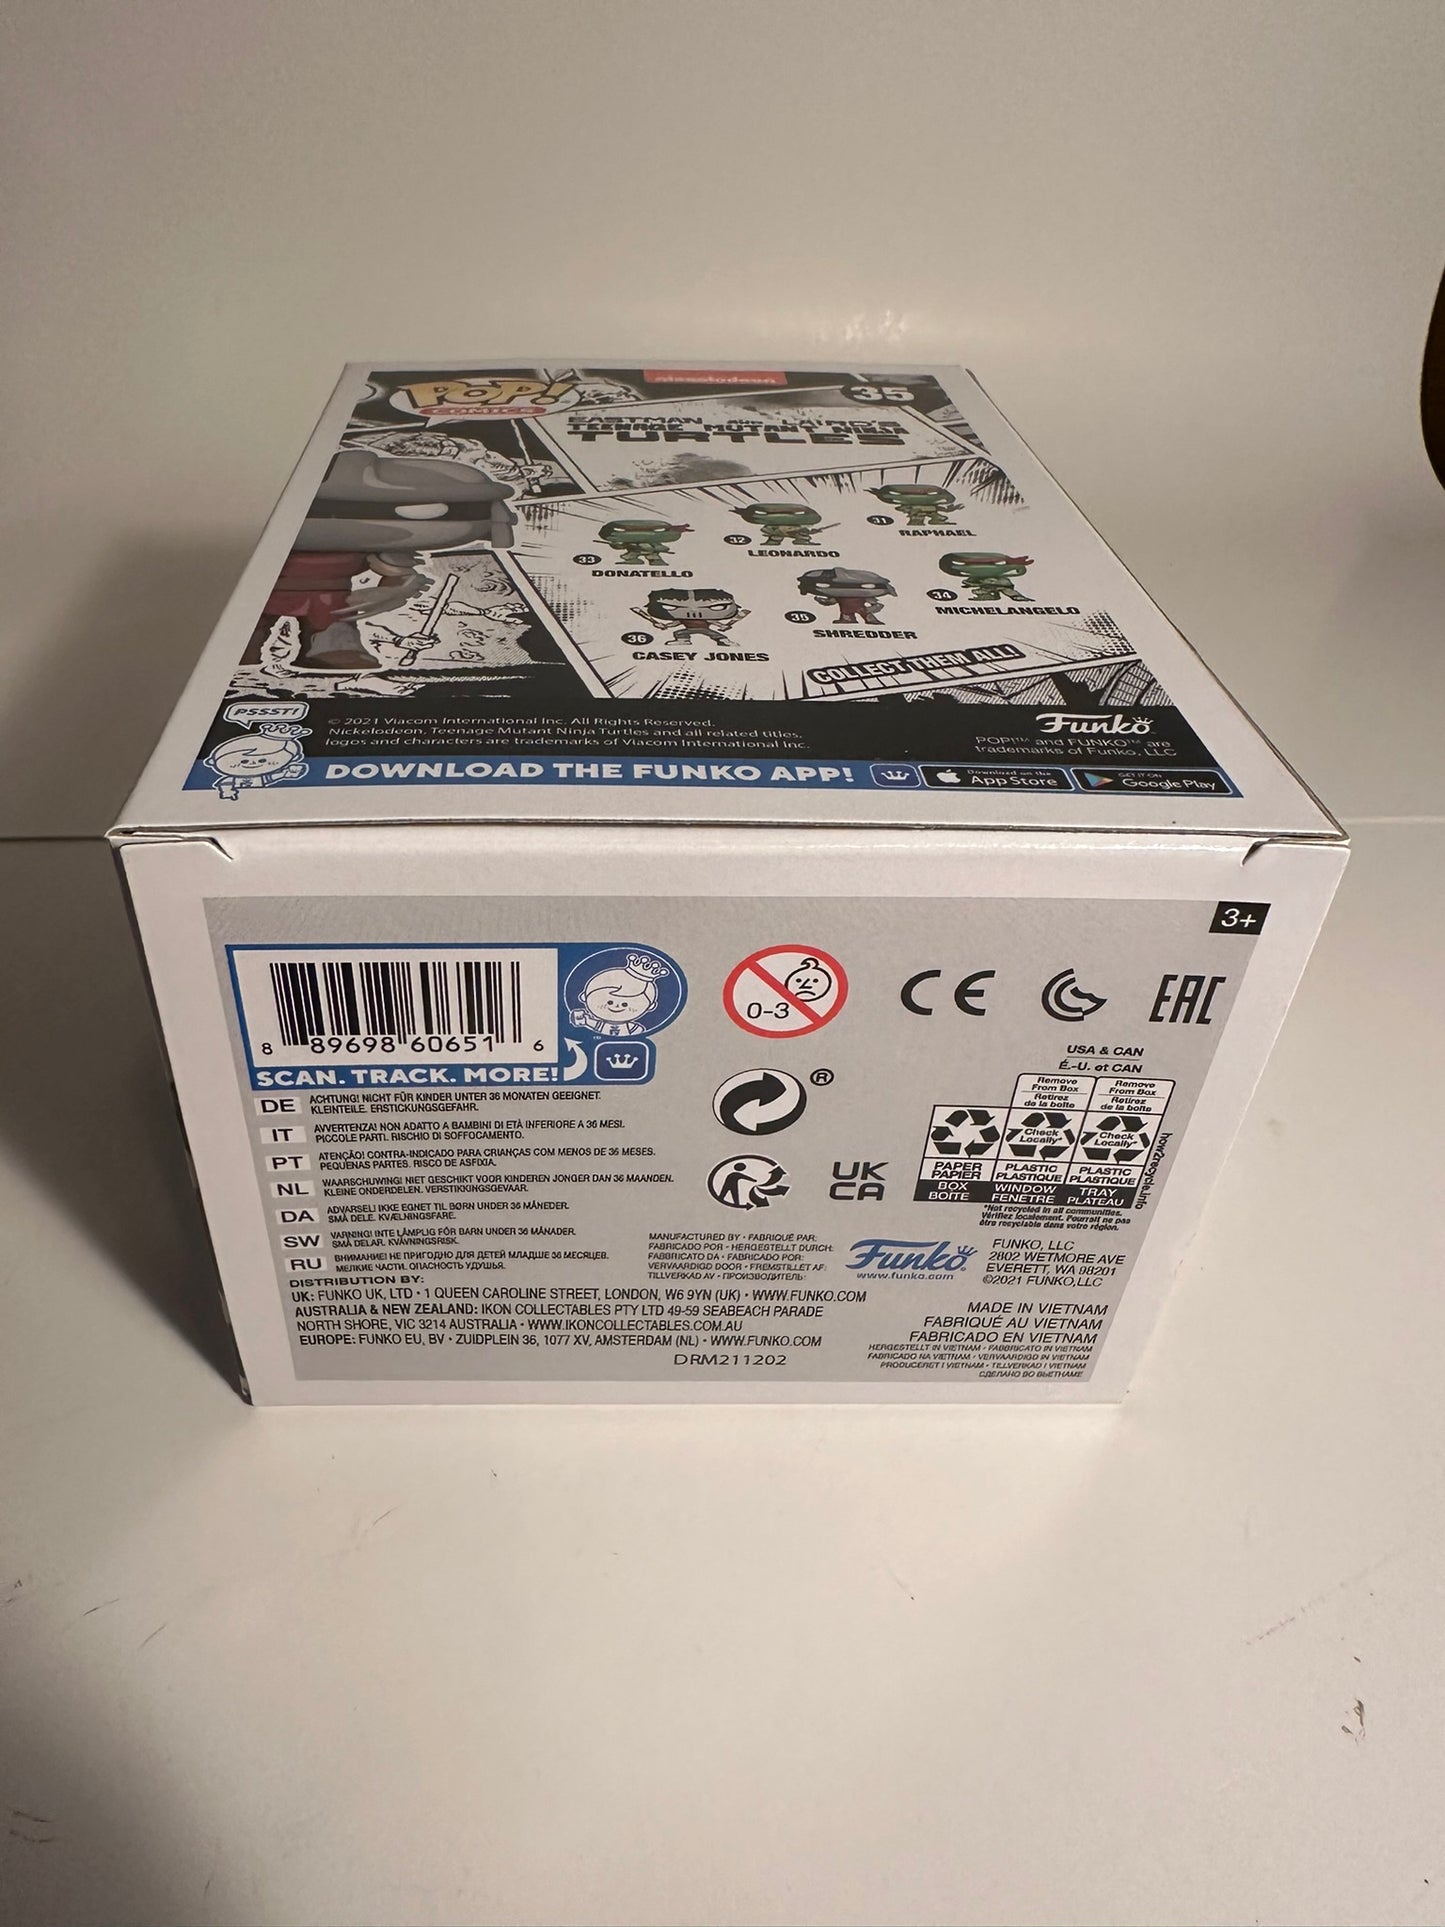 POP!
COMICS
nickelodeon
35
EASTMAN AND LAIRD'S
TEENAGE MUTANT NINJA
TURTLES
31
RAPHAEL
32
LEONARDO
33
DONATELLO
34
MICHELANGELO
35
SHREDDER
36
CASEY JONES
COLLECT THEM ALL!
PSSST!
© 2021 Viacom International Inc. All Rights Reserved.
Nickelodeon, Teenage Mutant Ninja Turtles and all related titles,
logos and characters are trademarks of Viacom International Inc.
Funko
POP!™ and FUNKO™ are
trademarks of Funko, LLC
DOWNLOAD THE FUNKO APP!
Download on the
App Store
GET IT ON
Google Play
3+
8 89698 60651 6
SCAN. TRACK. MORE!
0-3
CE
EAC
DE ACHTUNG! NICHT FÜR KINDER UNTER 36 MONATEN GEEIGNET.
KLEINTEILE. ERSTICKUNGSGEFAHR.
IT AVVERTENZA! NON ADATTO A BAMBINI DI ETÀ INFERIORE A 36 MESI.
PICCOLE PARTI. RISCHIO DI SOFFOCAMENTO.
PT ATENÇÃO! CONTRA-INDICADO PARA CRIANÇAS COM MENOS DE 36 MESES.
PEQUENAS PARTES. RISCO DE ASFIXIA.
NL WAARSCHUWING! NIET GESCHIKT VOOR KINDEREN JONGER DAN 36 MAANDEN.
KLEINE ONDERDELEN. VERSTIKKINGSGEVAAR.
DA ADVARSEL! IKKE EGNET TIL BØRN UNDER 36 MÅNEDER.
SMÅ DELE. KVÆLNINGSFARE.
SW VARNING! INTE LÄMPLIG FÖR BARN UNDER 36 MÅNADER.
SMÅ DELAR. KVÄVNINGSRISK.
RU ВНИМАНИЕ! НЕ ПРИГОДНО ДЛЯ ДЕТЕЙ МЛАДШЕ 36 МЕСЯЦЕВ.
МЕЛКИЕ ЧАСТИ. ОПАСНОСТЬ УДУШЬЯ.
®
UK
CA
USA & CAN
É.-U. et CAN
Remove
From Box
Retirez
de la boîte
Remove
From Box
Retirez
de la boîte
Check
Locally*
Check
Locally*
PAPER
PAPIER
PLASTIC
PLASTIQUE
PLASTIC
PLASTIQUE
BOX
BOÎTE
WINDOW
FENÊTRE
TRAY
PLATEAU
*Not recycled in all communities.
Vérifiez localement. Pourrait ne pas
être recyclable dans votre région.
how2recycle.info
MANUFACTURED BY • FABRIQUÉ PAR:
FABRICADO POR • HERGESTELLT DURCH:
FABBRICATO DA • FABRICADO POR:
VERVAARDIGD DOOR • FREMSTILLET AF:
TILLVERKAD AV • ПРОИЗВОДИТЕЛЬ:
Funko
www.funko.com
FUNKO, LLC
2802 WETMORE AVE
EVERETT, WA 98201
©2021 FUNKO,LLC
DISTRIBUTION BY:
UK: FUNKO UK, LTD • 1 QUEEN CAROLINE STREET, LONDON, W6 9YN (UK) • WWW.FUNKO.COM
AUSTRALIA & NEW ZEALAND: IKON COLLECTABLES PTY LTD 49-59 SEABEACH PARADE
NORTH SHORE, VIC 3214 AUSTRALIA • WWW.IKONCOLLECTABLES.COM.AU
EUROPE: FUNKO EU, BV • ZUIDPLEIN 36, 1077 XV, AMSTERDAM (NL) • WWW.FUNKO.COM
DRM211202
MADE IN VIETNAM
FABRIQUÉ AU VIETNAM
FABRICADO EN VIETNAM
HERGESTELLT IN VIETNAM • FABBRICATO IN VIETNAM
FABRICADO NA VIETNAM • VERVAARDIGD IN VIETNAM
PRODUCERET I VIETNAM • TILLVERKAD I VIETNAM
СДЕЛАНО ВО ВЬЕТНАМЕ